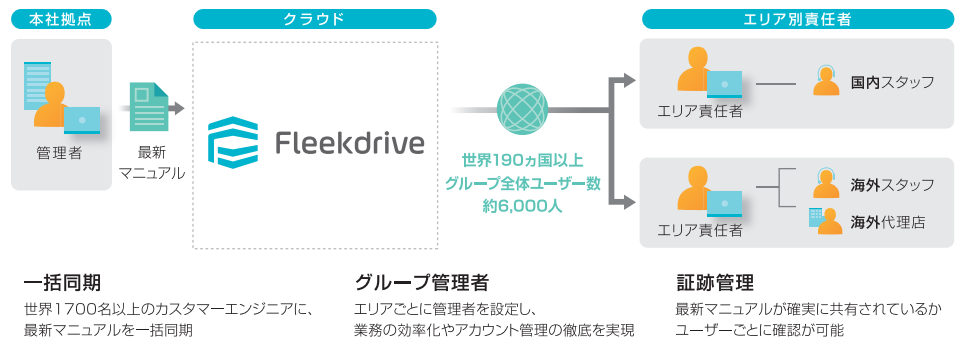 本社拠点
クラウド
エリア別責任者
管理者
最新
マニュアル
Fleekdrive
世界190ヵ国以上
グループ全体ユーザー数
約6,000人
エリア責任者
国内スタッフ
エリア責任者
海外スタッフ
海外代理店
一括同期
世界1700名以上のカスタマーエンジニアに、
最新マニュアルを一括同期
グループ管理者
エリアごとに管理者を設定し、
業務の効率化やアカウント管理の徹底を実現
証跡管理
最新マニュアルが確実に共有されているか
ユーザーごとに確認が可能